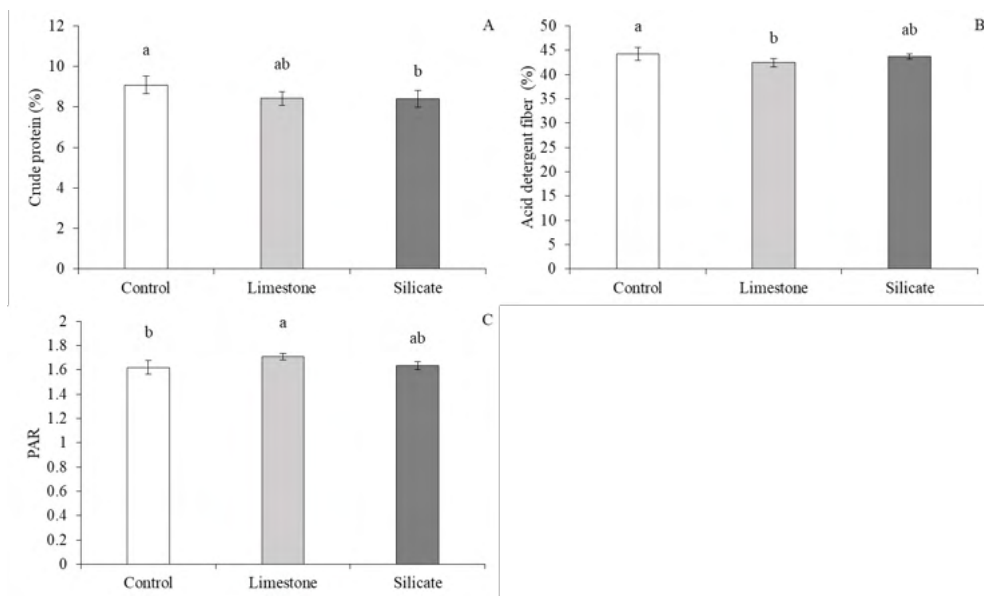 A
Crude protein (%)
12
10
8
6
4
2
0
a
ab
b
Control
Limestone
Silicate
B
Acid detergent fiber (%)
50
45
40
35
30
25
20
15
10
5
0
a
b
ab
Control
Limestone
Silicate
C
PAR
2
1.8
1.6
1.4
1.2
1
0.8
0.6
0.4
0.2
0
b
a
ab
Control
Limestone
Silicate